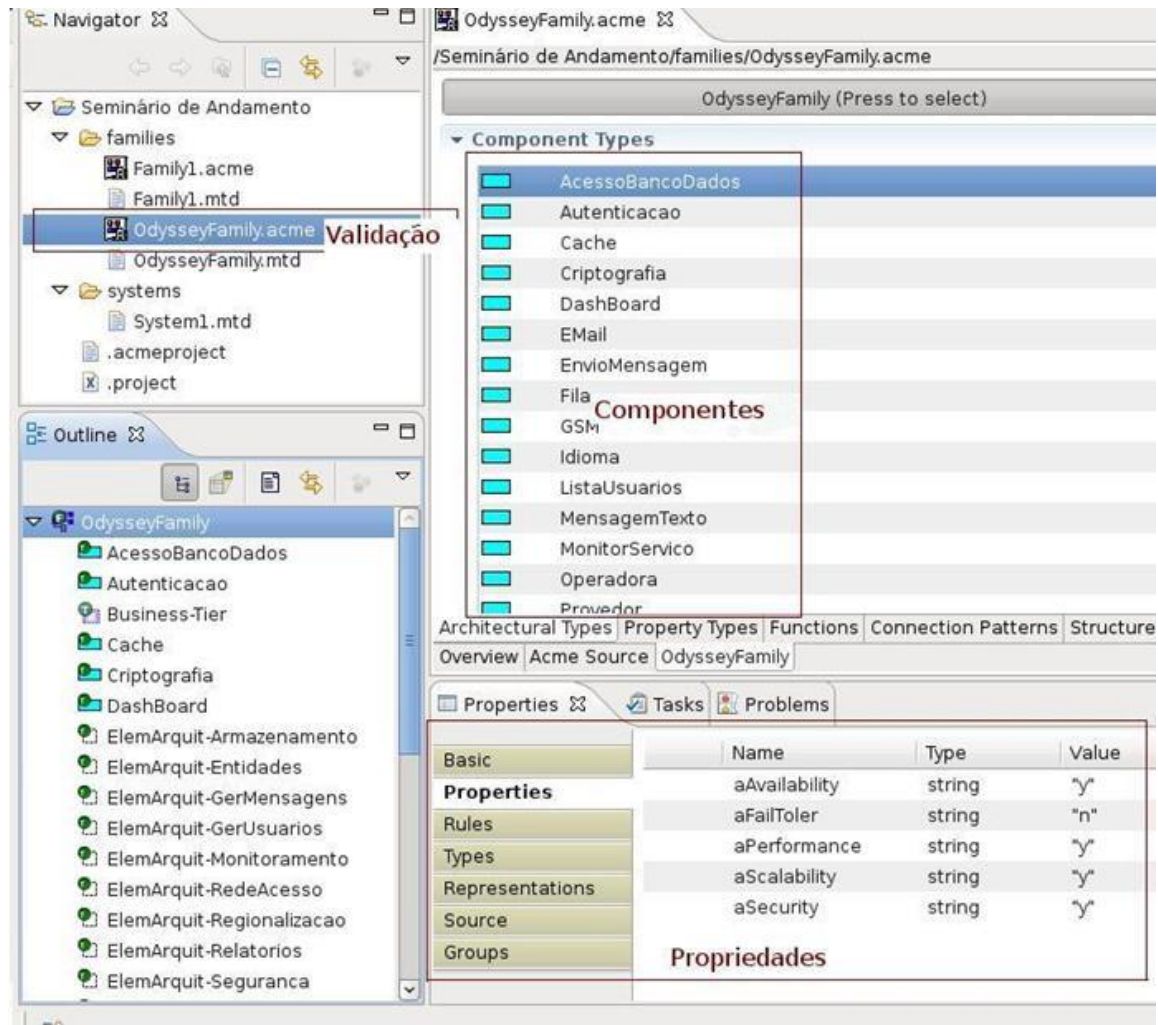 Navigator
Seminário de Andamento
families
Family1.acme
Family1.mtd
OdysseyFamily.acme
Validação
OdysseyFamily.mtd
systems
System1.mtd
.acmeproject
.project
Outline
OdysseyFamily
AcessoBancoDados
Autenticacao
Business-Tier
Cache
Criptografia
DashBoard
ElemArquit-Armazenamento
ElemArquit-Entidades
ElemArquit-GerMensagens
ElemArquit-GerUsuarios
ElemArquit-Monitoramento
ElemArquit-RedeAcesso
ElemArquit-Regionalizacao
ElemArquit-Relatorios
ElemArquit-Seguranca
OdysseyFamily.acme
/Seminário de Andamento/families/OdysseyFamily.acme
OdysseyFamily (Press to select)
Component Types
AcessoBancoDados
Autenticacao
Cache
Criptografia
DashBoard
EMail
EnvioMensagem
Fila
Componentes
GSM
Idioma
ListaUsuarios
MensagemTexto
MonitorServico
Operadora
Provedor
Architectural Types Property Types Functions Connection Patterns Structure
Overview Acme Source OdysseyFamily
Properties Tasks Problems
Basic
Properties
Rules
Types
Representations
Source
Groups
Name Type Value
aAvailability string "y"
aFailToler string "n"
aPerformance string "y"
aScalability string "y"
aSecurity string "y"
Propriedades